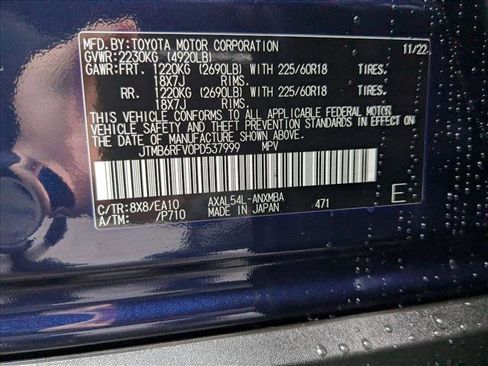 MFD. BY: TOYOTA MOTOR CORPORATION 11/22
GVWR: 2230KG (4920LB)
GAWR: FRT. 1220KG (2690LB) WITH 225/60R18 TIRES.
18X7J RIMS.
RR. 1220KG (2690LB) WITH 225/60R18 TIRES.
18X7J RIMS.
THIS VEHICLE CONFORMS TO ALL APPLICABLE FEDERAL MOTOR
VEHICLE SAFETY AND THEFT PREVENTION STANDARDS IN EFFECT ON
THE DATE OF MANUFACTURE SHOWN ABOVE.
JTMB6RFV0PD537999 MPV
C/TR: 8X8/EA10 AXAL54L-ANXMBA 471 E
A/TM: /P710 MADE IN JAPAN